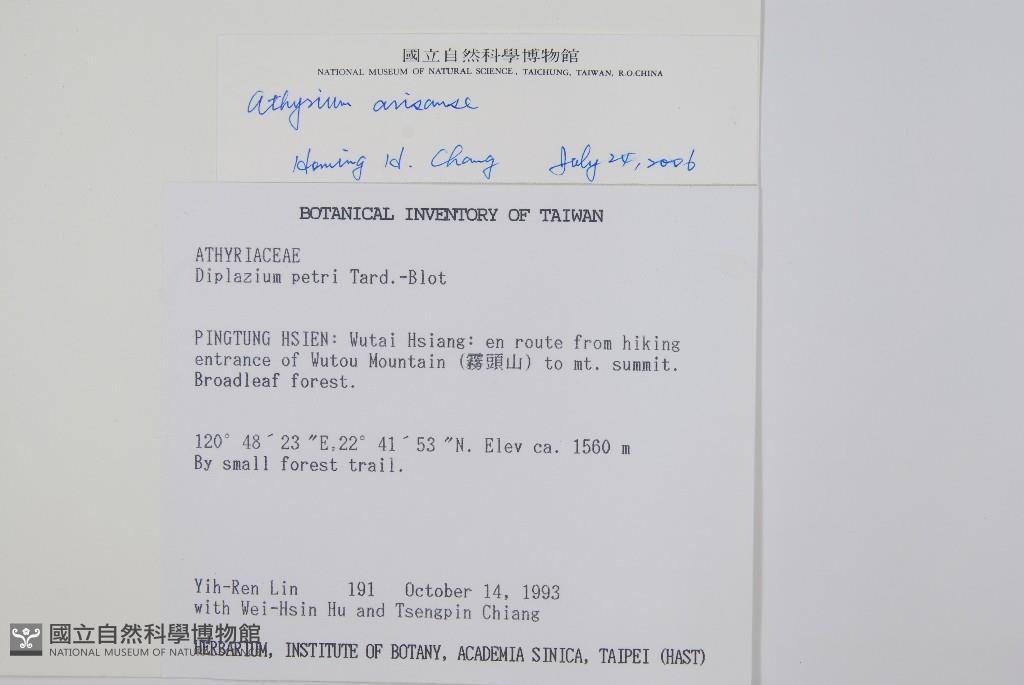 國立自然科學博物館
NATIONAL MUSEUM OF NATURAL SCIENCE, TAICHUNG, TAIWAN, R.O.CHINA
Athyrium arisanse
Homing H. Chang July 24, 2006
BOTANICAL INVENTORY OF TAIWAN
ATHYRIACEAE
Diplazium petri Tard.-Blot
PINGTUNG HSIEN: Wutai Hsiang: en route from hiking
entrance of Wutou Mountain (霧頭山) to mt. summit.
Broadleaf forest.
120° 48´23 ″E,22° 41´53 ″N. Elev ca. 1560 m
By small forest trail.
Yih-Ren Lin 191 October 14, 1993
with Wei-Hsin Hu and Tsengpin Chiang
國立自然科學博物館
NATIONAL MUSEUM OF NATURAL SCIENCE
HERBARIUM, INSTITUTE OF BOTANY, ACADEMIA SINICA, TAIPEI (HAST)